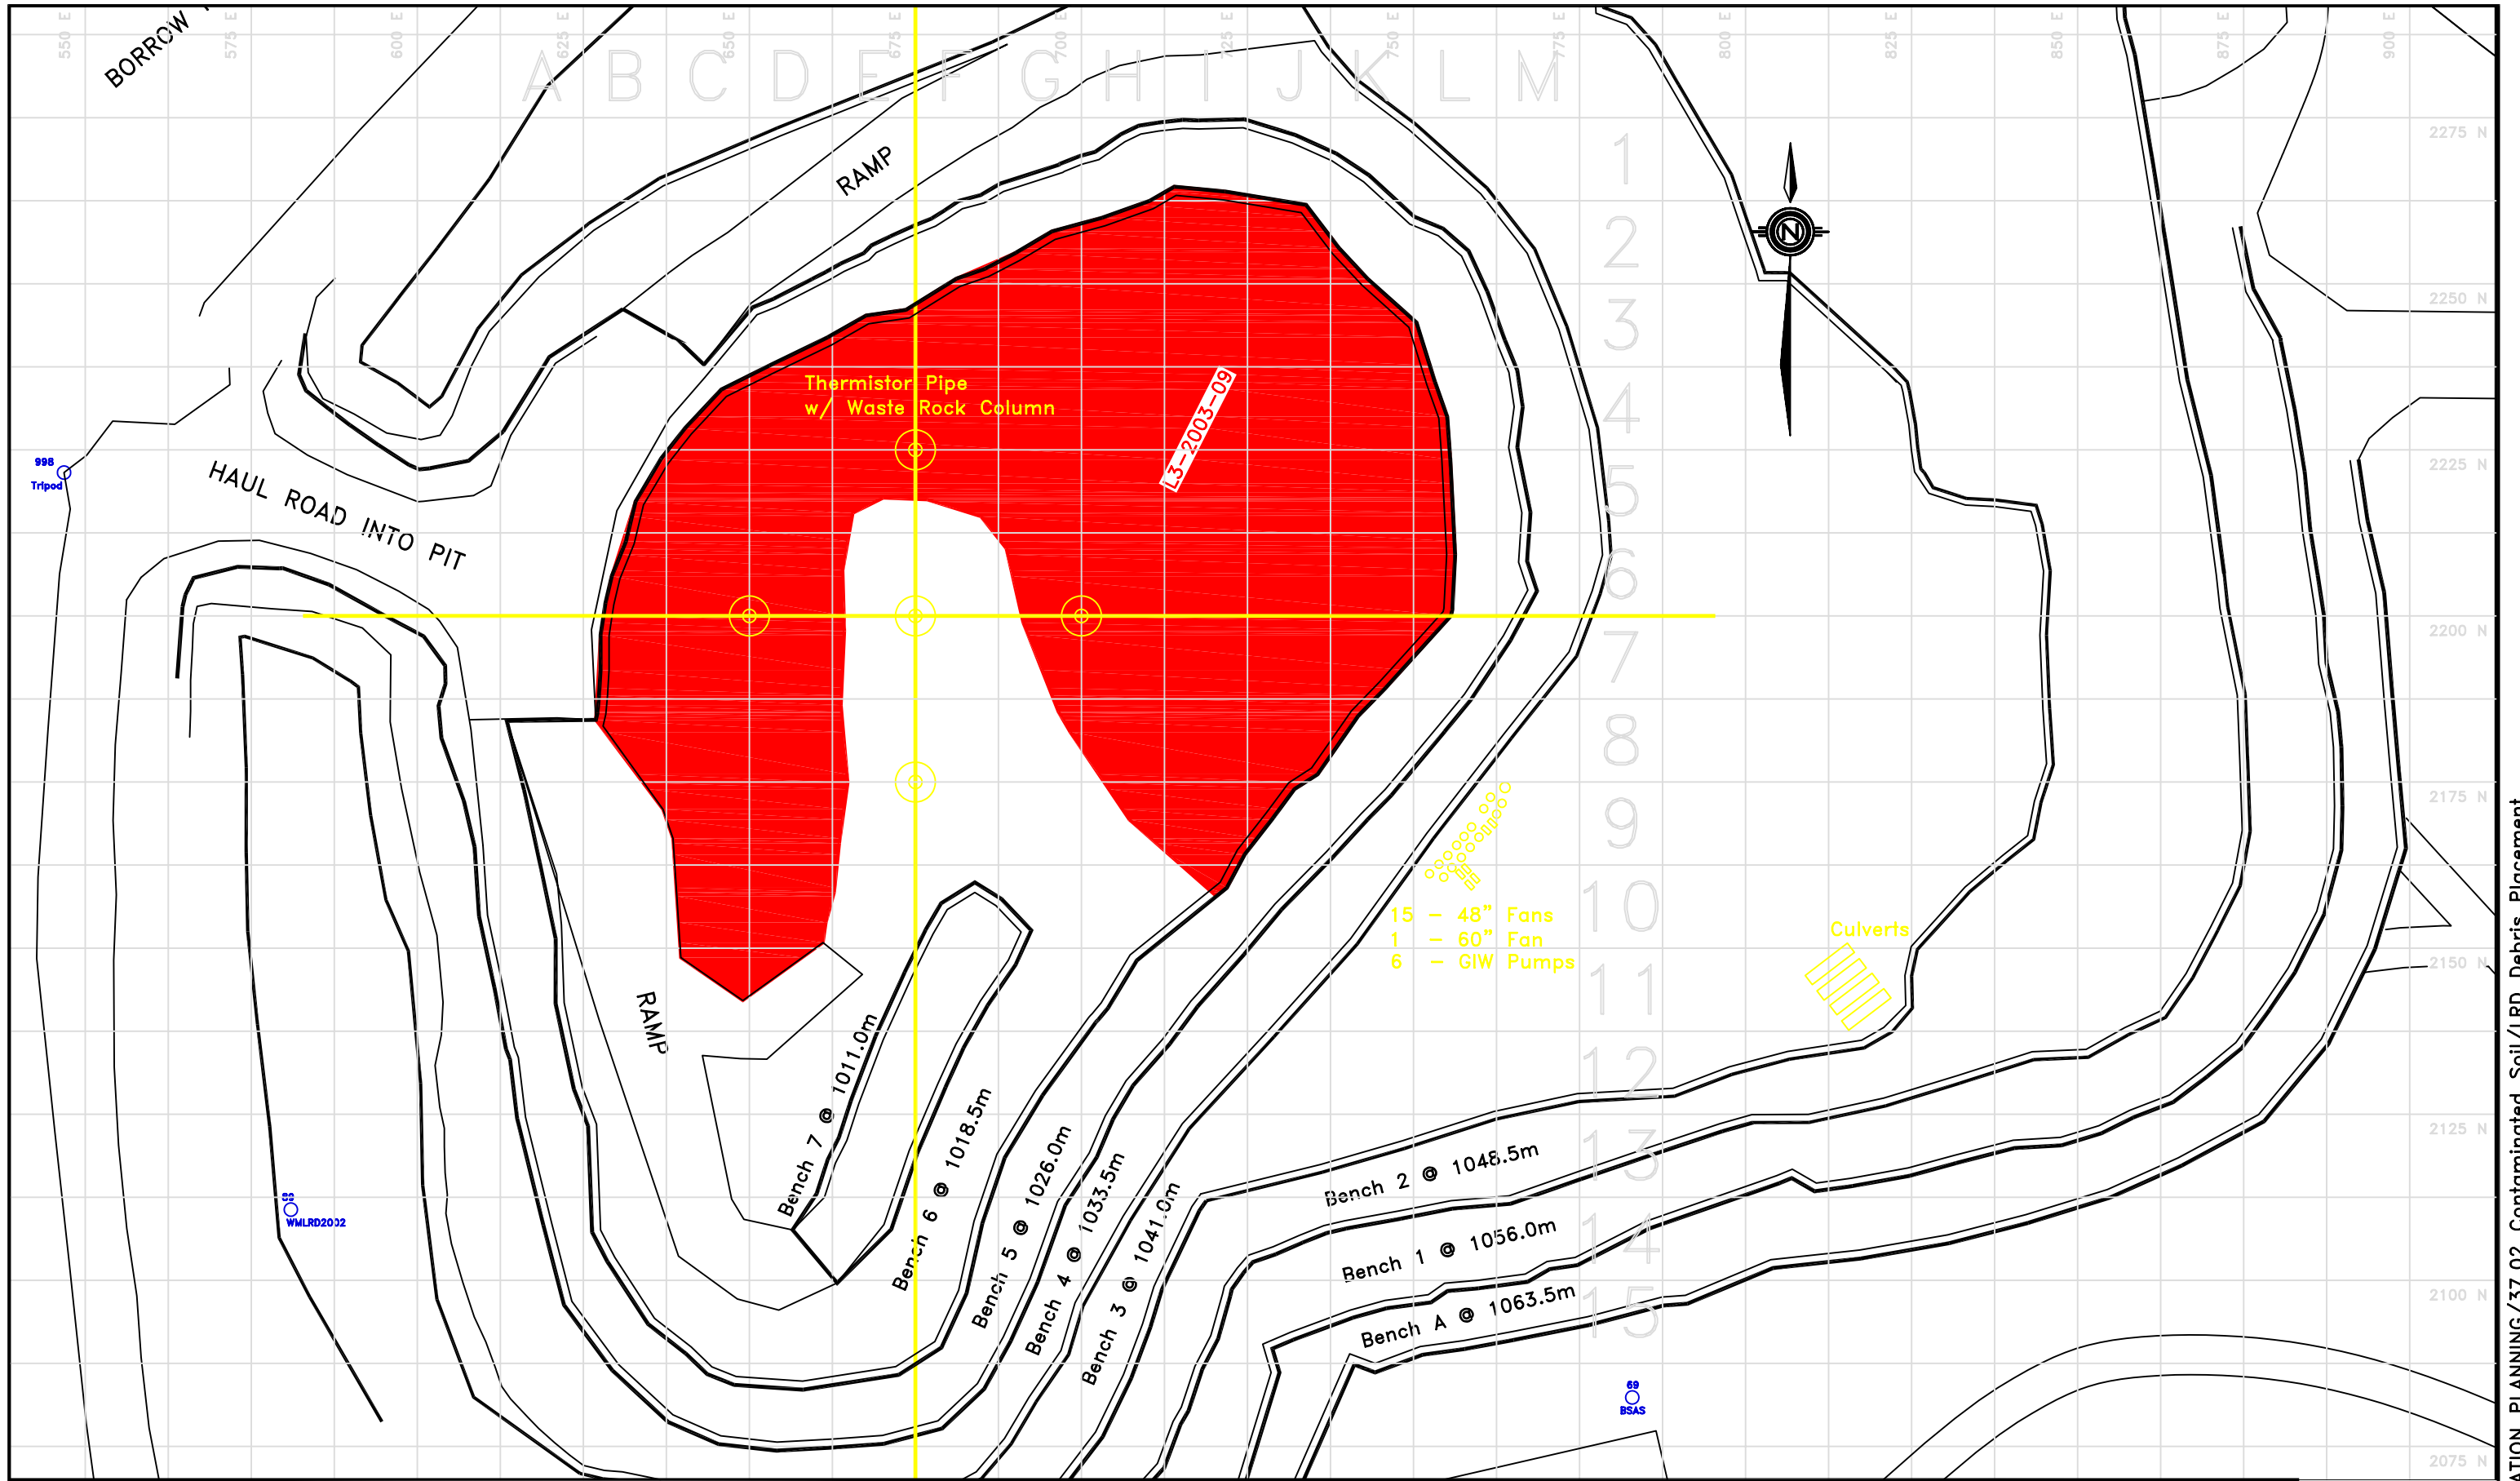 550 E
575 E
600 E
625 E
650 E
675 E
700 E
725 E
750 E
775 E
800 E
825 E
850 E
875 E
900 E
BORROW
A B C D E F G H I J K L M
RAMP
N
1
2
3
4
5
6
7
8
9
10
11
12
13
14
15
2275 N
2250 N
2225 N
2200 N
2175 N
2150 N
2125 N
2100 N
2075 N
Thermistor Pipe
w/ Waste Rock Column
L3-2003-09
998
Tripod
HAUL ROAD INTO PIT
15 - 48" Fans
1 - 60" Fan
6 - GIW Pumps
Culverts
RAMP
Bench 7 @ 1011.0m
Bench 6 @ 1018.5m
Bench 5 @ 1026.0m
Bench 4 @ 1033.5m
Bench 3 @ 1041.0m
Bench 2 @ 1048.5m
Bench 1 @ 1056.0m
Bench A @ 1063.5m
WMLRD2002
69
BSAS
PLANNING/337.02 Contaminated Soil/LRD Debris Placement